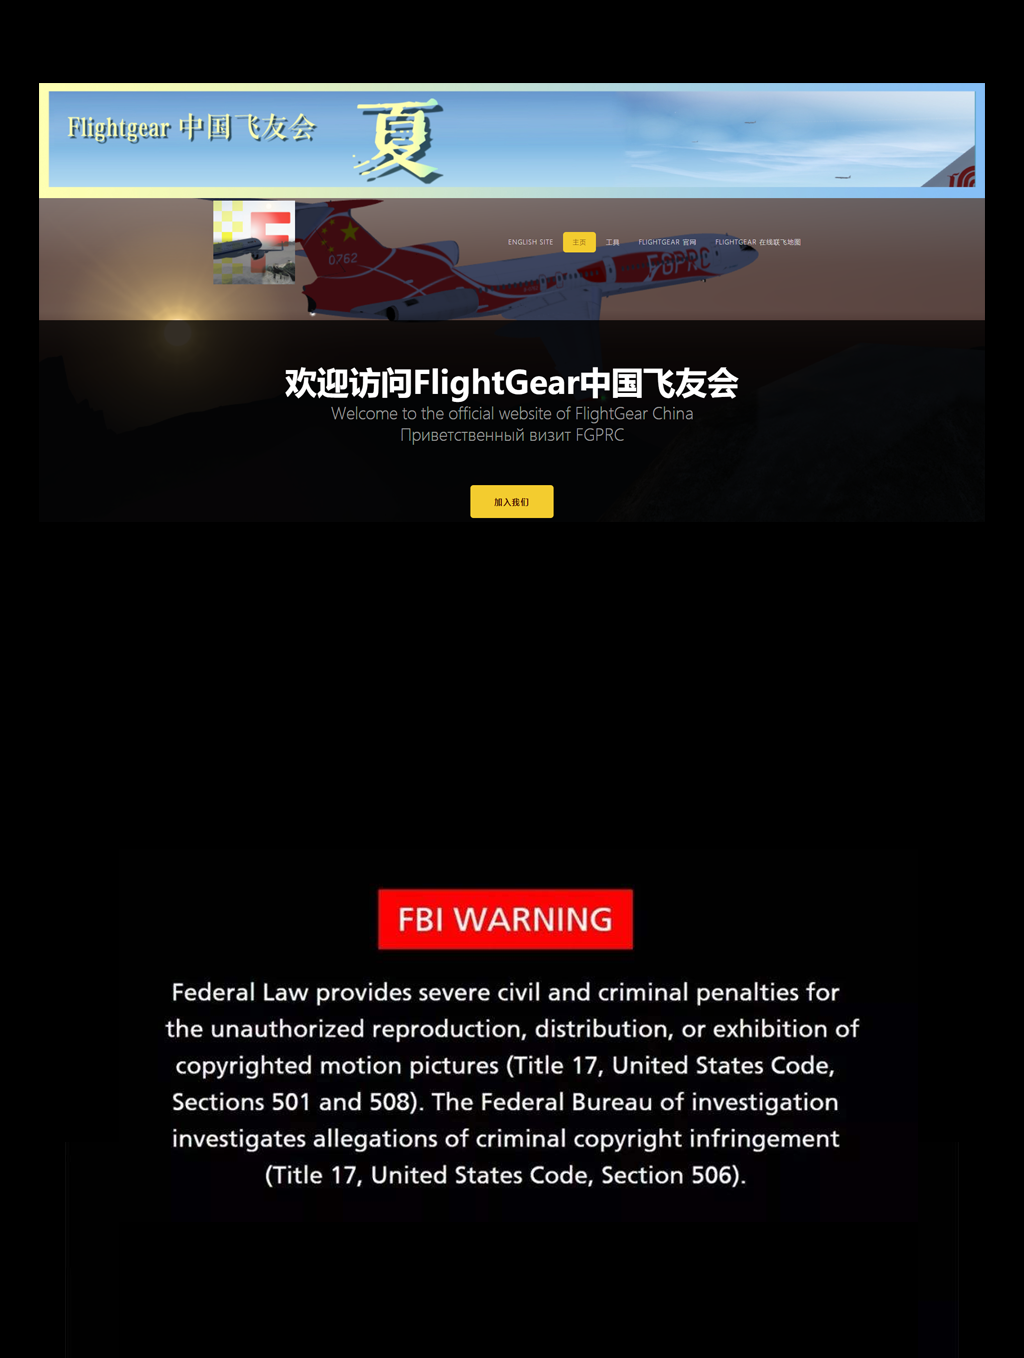 Flightgear 中国飞友会
夏
0762
FGPRC
ENGLISH SITE
主页
工具
FLIGHTGEAR 官网
FLIGHTGEAR 在线联飞地图
欢迎访问FlightGear中国飞友会
Welcome to the official website of FlightGear China
Приветственный визит FGPRC
加入我们
FBI WARNING
Federal Law provides severe civil and criminal penalties for
the unauthorized reproduction, distribution, or exhibition of
copyrighted motion pictures (Title 17, United States Code,
Sections 501 and 508). The Federal Bureau of investigation
investigates allegations of criminal copyright infringement
(Title 17, United States Code, Section 506).